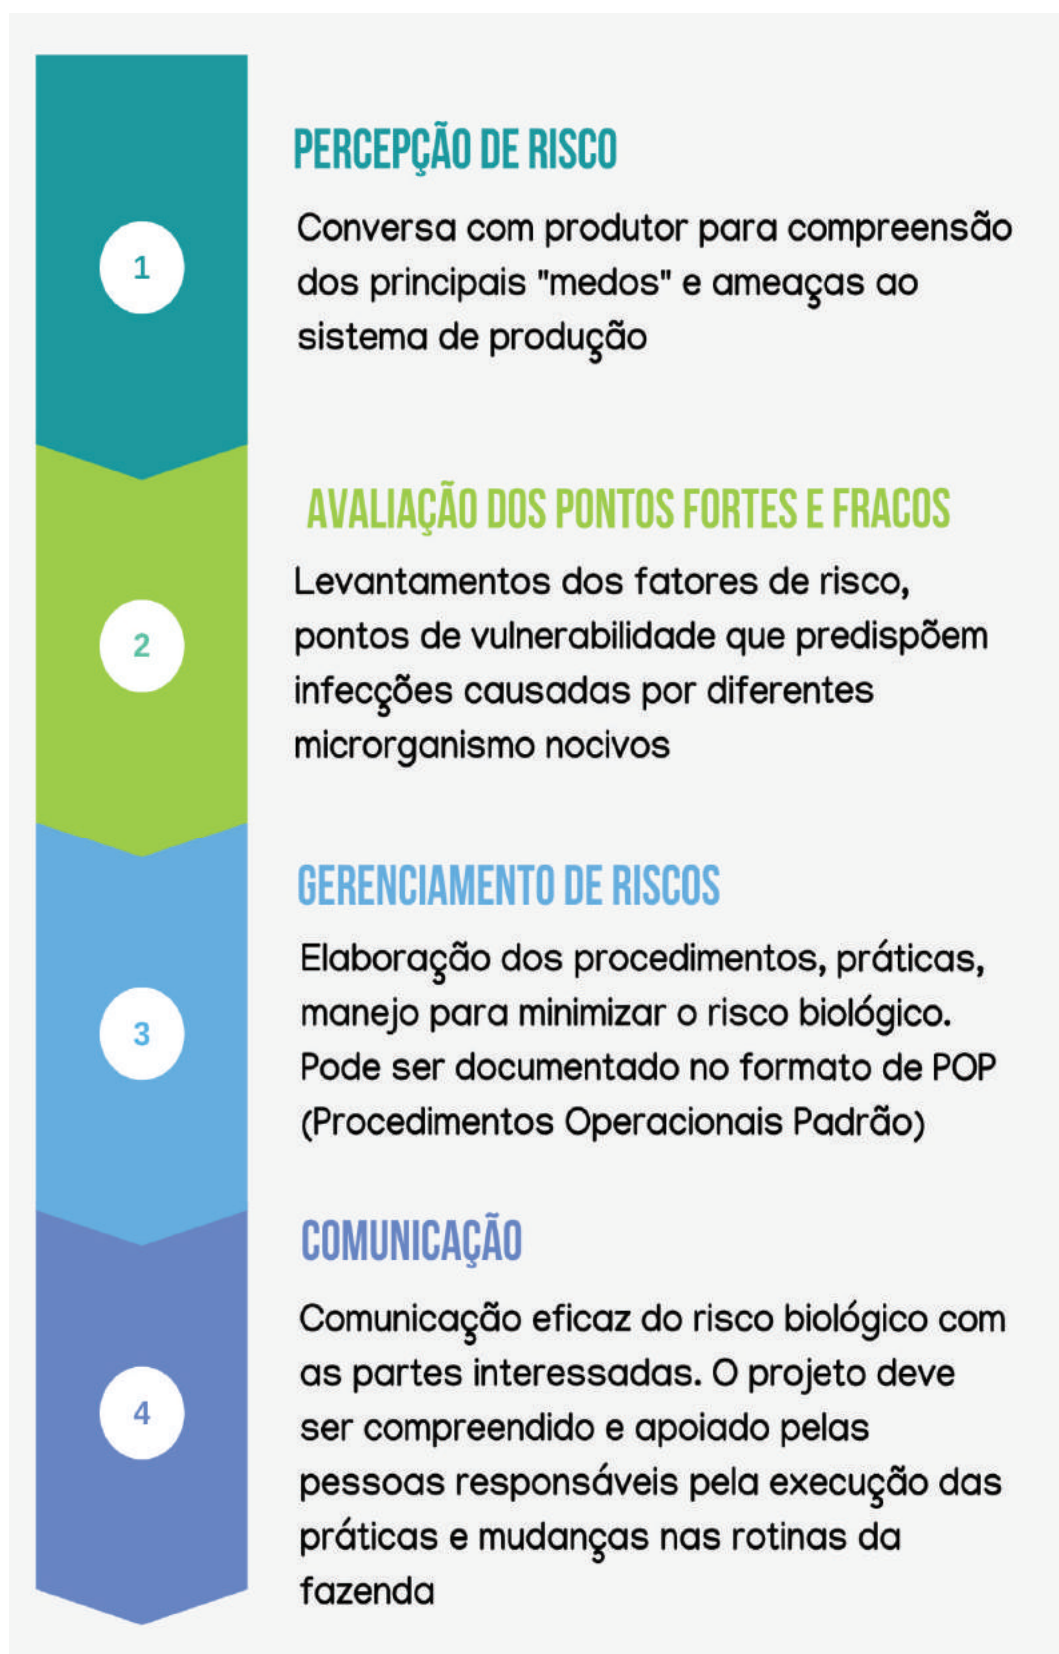 PERCEPÇÃO DE RISCO
1
Conversa com produtor para compreensão
dos principais "medos" e ameaças ao
sistema de produção
AVALIAÇÃO DOS PONTOS FORTES E FRACOS
2
Levantamentos dos fatores de risco,
pontos de vulnerabilidade que predispõem
infecções causadas por diferentes
microrganismo nocivos
GERENCIAMENTO DE RISCOS
3
Elaboração dos procedimentos, práticas,
manejo para minimizar o risco biológico.
Pode ser documentado no formato de POP
(Procedimentos Operacionais Padrão)
COMUNICAÇÃO
4
Comunicação eficaz do risco biológico com
as partes interessadas. O projeto deve
ser compreendido e apoiado pelas
pessoas responsáveis pela execução das
práticas e mudanças nas rotinas da
fazenda